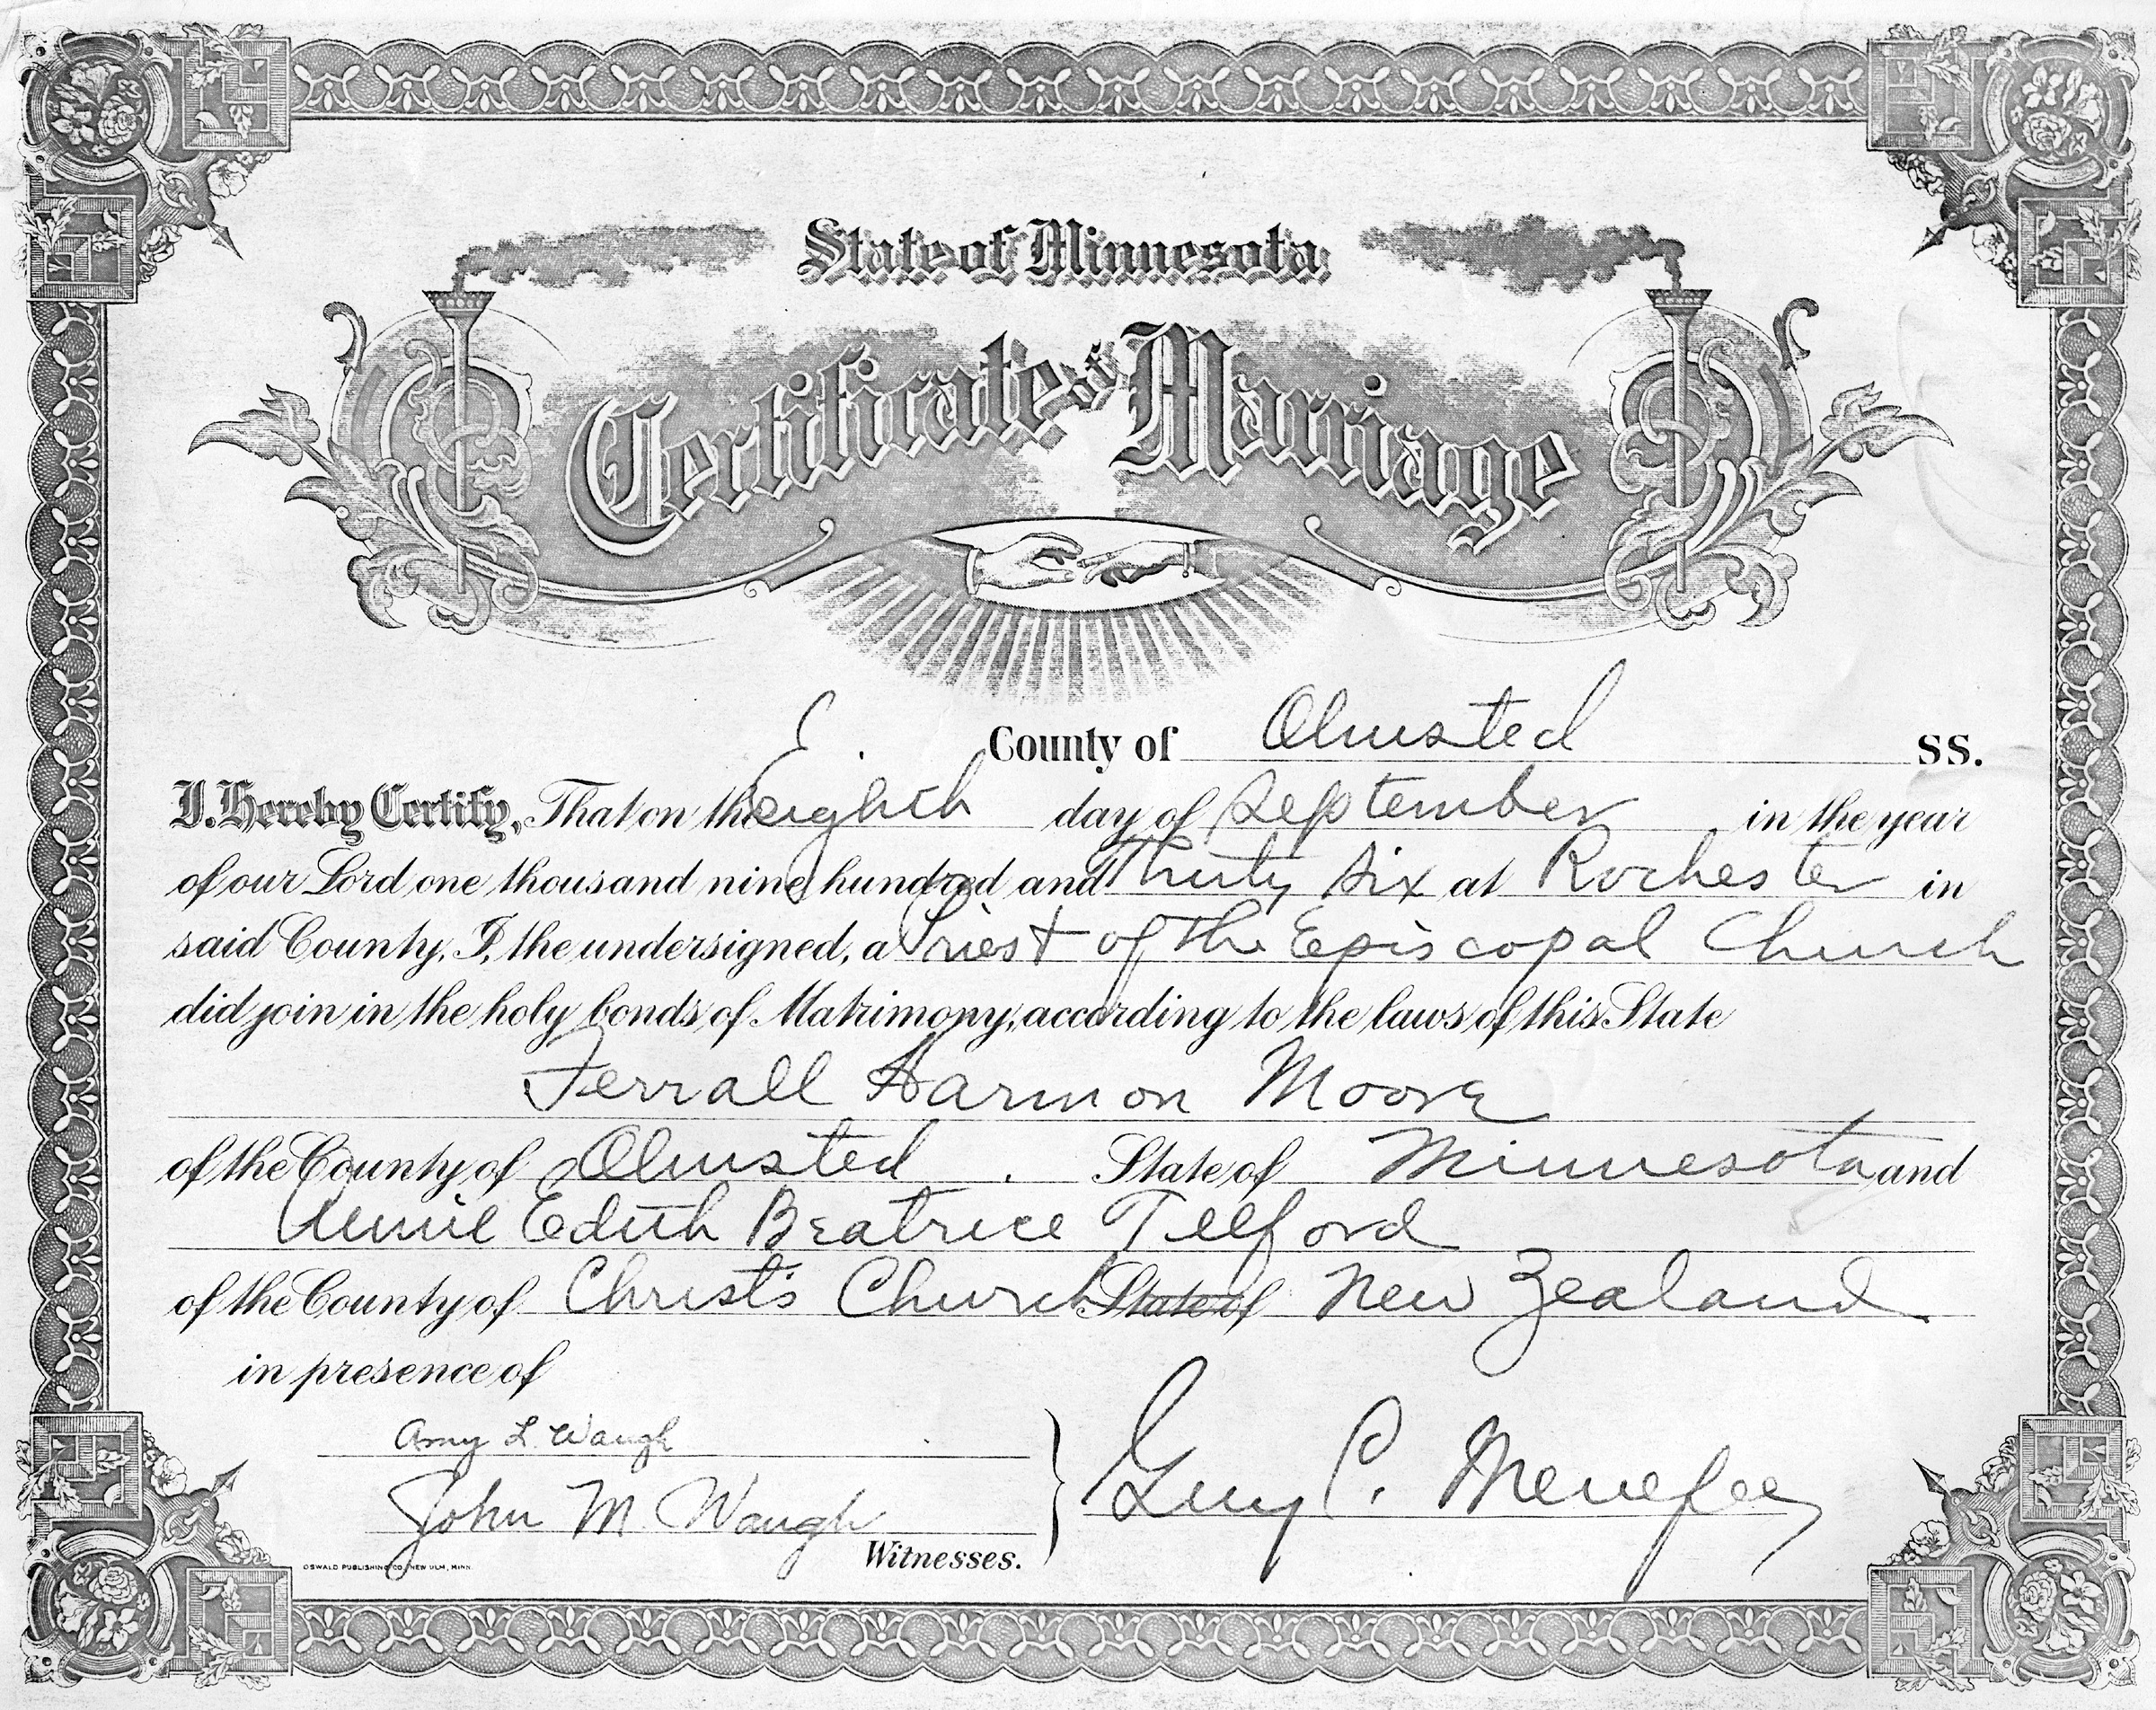 State of Minnesota
Certificate of Marriage
E.
County of Olmsted SS.
I Hereby Certify, That on the eighth day of September in the year
of our Lord one thousand nine hundred and Thirty Six at Rochester in
said County, I, the undersigned, a Priest of the Episcopal Church
did join in the holy bonds of Matrimony, according to the laws of this State
Ferrall Harmon Moore
of the County of Olmsted State of Minnesota and
Annie Edith Beatrice Telford
of the County of Christ's Church State of New Zealand
in presence of
Amy L. Waugh
John M. Waugh
Guy C. Menefee
Witnesses.
OSWALD PUBLISHING CO., NEW ULM, MINN.